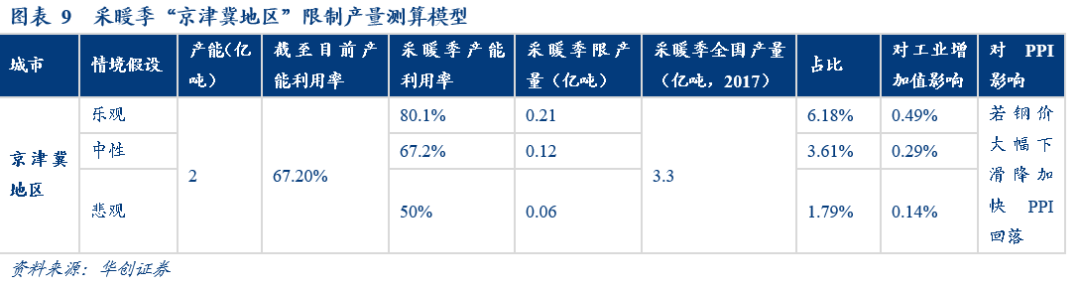 图表 9 采暖季“京津冀地区”限制产量测算模型
城市 情境假设 产能(亿吨) 截至目前产能利用率 采暖季产能利用率 采暖季限产量（亿吨） 采暖季全国产量（亿吨，2017） 占比 对工业增加值影响 对 PPI 影响
京津冀地区 乐观 2 67.20% 80.1% 0.21 3.3 6.18% 0.49% 若钢价大幅下滑降加快 PPI 回落
中性 67.2% 0.12 3.61% 0.29%
悲观 50% 0.06 1.79% 0.14%
资料来源：华创证券